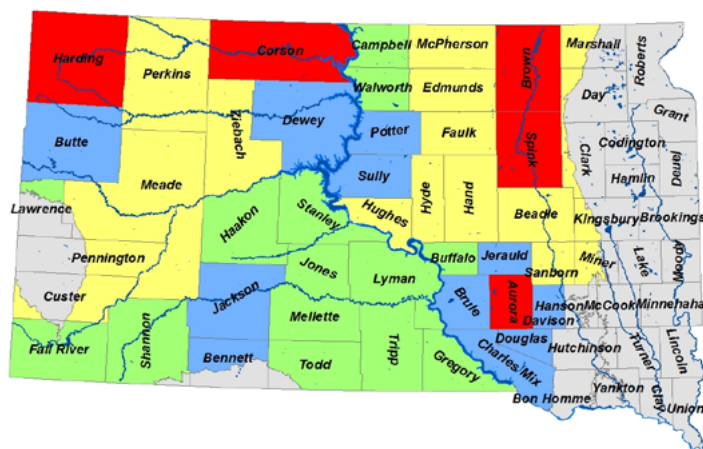 Harding
Perkins
Corson
Campbell
McPherson
Brown
Marshall
Roberts
Walworth
Edmunds
Day
Grant
Butte
Ziebach
Dewey
Potter
Faulk
Spink
Codington
Deuel
Meade
Sully
Clark
Hamlin
Lawrence
Haakon
Stanley
Hughes
Hyde
Hand
Beadle
Kingsbury
Brookings
Pennington
Jones
Lyman
Buffalo
Jerauld
Sanborn
Miner
Lake
Moody
Custer
Jackson
Brule
Aurora
Davison
Hanson
McCook
Minnehaha
Fall River
Shannon
Mellette
Tripp
Douglas
Hutchinson
Turner
Lincoln
Bennett
Todd
Gregory
Charles Mix
Bon Homme
Yankton
Clay
Union